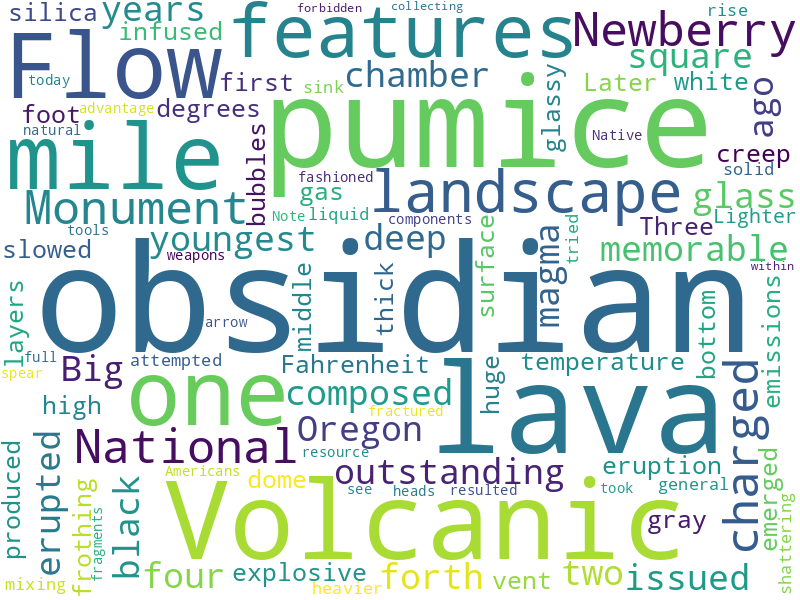 forbidden collecting
silica years features Newberry rise
Flow infused square
today first chamber Later white ago
foot advantage degrees sink pumice glassy
natural bubbles Native creep
mile fashioned landscape solid
Monument gas glass
Note liquid components Three Lighter
tools youngest deep surface magma tried memorable
slowed weapons within
obsidian
layers arrow middle thick bottom emissions
full Big attempted Fahrenheit huge temperature
spear one composed lava charged
high fractured
National Oregon
resource
produced erupted Americans outstanding eruption emerged
frothing black dome see heads resulted took general
fragments Volcanic gray shattering
mixing four explosive forth vent two issued
heavier